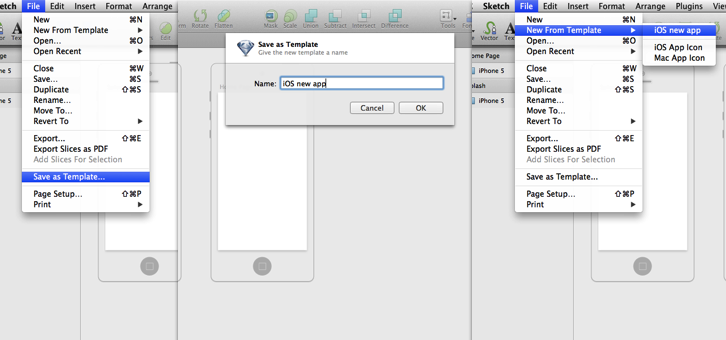 etch File Edit Insert Format Arrange
New ⌘N
New From Template ▶
Open... ⌘O
Open Recent ▶
Close ⌘W
Save... ⌘S
Duplicate ⇧⌘S
Rename...
Move To...
Revert To ▶
Export... ⇧⌘E
Export Slices as PDF
Add Slices For Selection
Save as Template...
Page Setup... ⇧⌘P
Print ▶
Rotate Flatten Mask Scale Union Subtract Intersect Difference Tools
Save as Template
Give the new template a name
Name: iOS new app
Cancel OK
Sketch File Edit Insert Format Arrange Plugins View
Vector
ome Page
iPhone 5
plash
iPhone 5
New ⌘N
New From Template ▶
Open... ⌘O
Open Recent ▶
Close ⌘W
Save... ⌘S
Duplicate ⇧⌘S
Rename...
Move To...
Revert To ▶
Export... ⇧⌘E
Export Slices as PDF
Add Slices For Selection
Save as Template...
Page Setup... ⇧⌘P
Print ▶
iOS new app
iOS App Icon
Mac App Icon